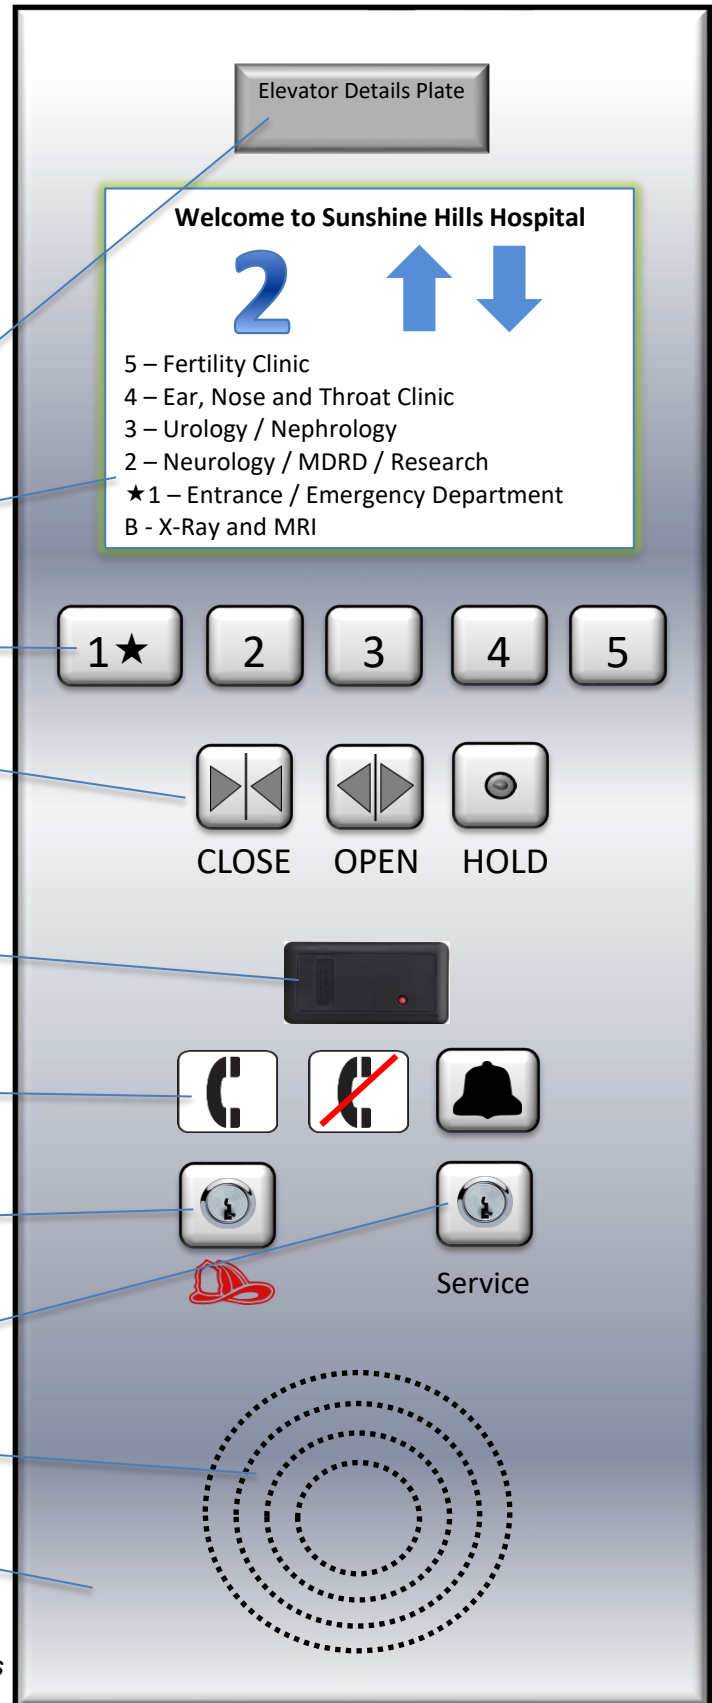 Elevator Details Plate
Welcome to Sunshine Hills Hospital
2
5 – Fertility Clinic
4 – Ear, Nose and Throat Clinic
3 – Urology / Nephrology
2 – Neurology / MDRD / Research
★1 – Entrance / Emergency Department
B - X-Ray and MRI
1★ 2 3 4 5
CLOSE OPEN HOLD
Service
s